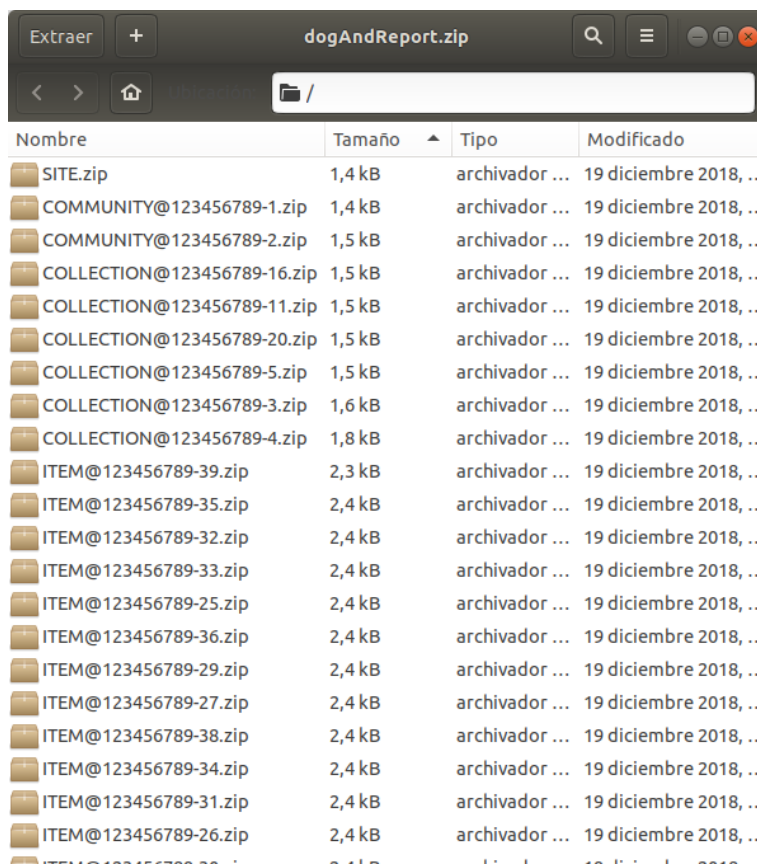 Extraer + dogAndReport.zip
/
Nombre Tamaño Tipo Modificado
SITE.zip 1,4 kB archivador ... 19 diciembre 2018, ..
COMMUNITY@123456789-1.zip 1,4 kB archivador ... 19 diciembre 2018, ..
COMMUNITY@123456789-2.zip 1,5 kB archivador ... 19 diciembre 2018, ..
COLLECTION@123456789-16.zip 1,5 kB archivador ... 19 diciembre 2018, ..
COLLECTION@123456789-11.zip 1,5 kB archivador ... 19 diciembre 2018, ..
COLLECTION@123456789-20.zip 1,5 kB archivador ... 19 diciembre 2018, ..
COLLECTION@123456789-5.zip 1,5 kB archivador ... 19 diciembre 2018, ..
COLLECTION@123456789-3.zip 1,6 kB archivador ... 19 diciembre 2018, ..
COLLECTION@123456789-4.zip 1,8 kB archivador ... 19 diciembre 2018, ..
ITEM@123456789-39.zip 2,3 kB archivador ... 19 diciembre 2018, ..
ITEM@123456789-35.zip 2,4 kB archivador ... 19 diciembre 2018, ..
ITEM@123456789-32.zip 2,4 kB archivador ... 19 diciembre 2018, ..
ITEM@123456789-33.zip 2,4 kB archivador ... 19 diciembre 2018, ..
ITEM@123456789-25.zip 2,4 kB archivador ... 19 diciembre 2018, ..
ITEM@123456789-36.zip 2,4 kB archivador ... 19 diciembre 2018, ..
ITEM@123456789-29.zip 2,4 kB archivador ... 19 diciembre 2018, ..
ITEM@123456789-27.zip 2,4 kB archivador ... 19 diciembre 2018, ..
ITEM@123456789-38.zip 2,4 kB archivador ... 19 diciembre 2018, ..
ITEM@123456789-34.zip 2,4 kB archivador ... 19 diciembre 2018, ..
ITEM@123456789-31.zip 2,4 kB archivador ... 19 diciembre 2018, ..
ITEM@123456789-26.zip 2,4 kB archivador ... 19 diciembre 2018, ..